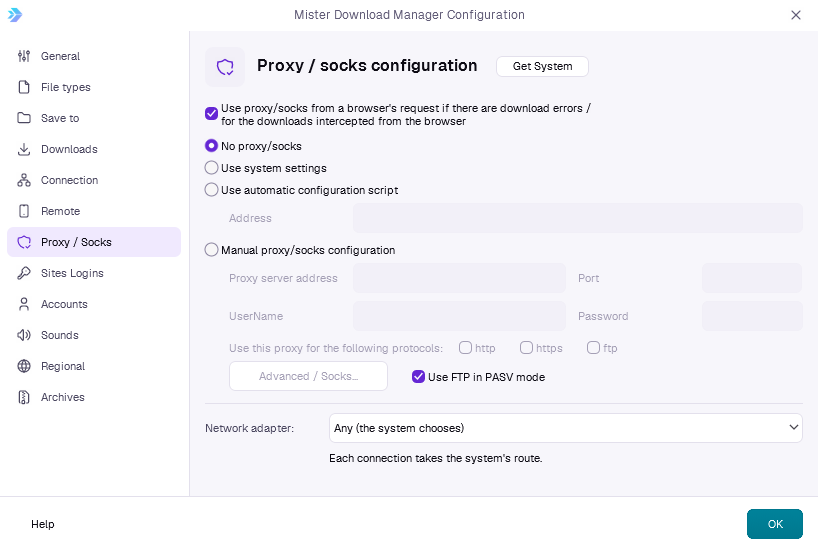 Mister Download Manager Configuration
General
File types
Save to
Downloads
Connection
Remote
Proxy / Socks
Sites Logins
Accounts
Sounds
Regional
Archives
Proxy / socks configuration
Get System
Use proxy/socks from a browser's request if there are download errors /
for the downloads intercepted from the browser
No proxy/socks
Use system settings
Use automatic configuration script
Address
Manual proxy/socks configuration
Proxy server address
Port
UserName
Password
Use this proxy for the following protocols:
http
https
ftp
Advanced / Socks...
Use FTP in PASV mode
Network adapter:
Any (the system chooses)
Each connection takes the system's route.
Help
OK